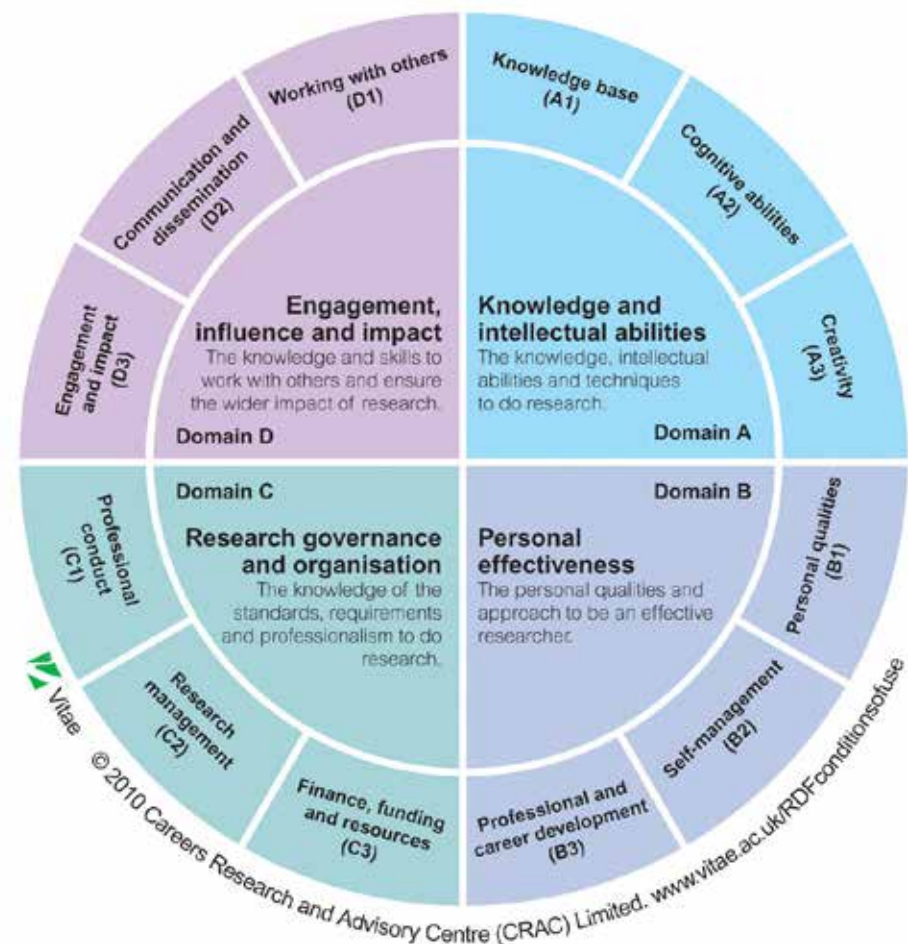 Working with others
(D1)
Knowledge base
(A1)
Communication and
dissemination
(D2)
Cognitive abilities
(A2)
Engagement
and impact
(D3)
Creativity
(A3)
Engagement,
influence and impact
The knowledge and skills to
work with others and ensure
the wider impact of research.
Domain D
Knowledge and
intellectual abilities
The knowledge, intellectual
abilities and techniques
to do research.
Domain A
Domain C
Research governance
and organisation
The knowledge of the
standards, requirements
and professionalism to do
research.
Domain B
Personal
effectiveness
The personal qualities and
approach to be an effective
researcher.
Professional
conduct
(C1)
Personal qualities
(B1)
Research
management
(C2)
Self-management
(B2)
Finance, funding
and resources
(C3)
Professional and
career development
(B3)
Vitae © 2010 Careers Research and Advisory Centre (CRAC) Limited. www.vitae.ac.uk/RDFconditionsofuse